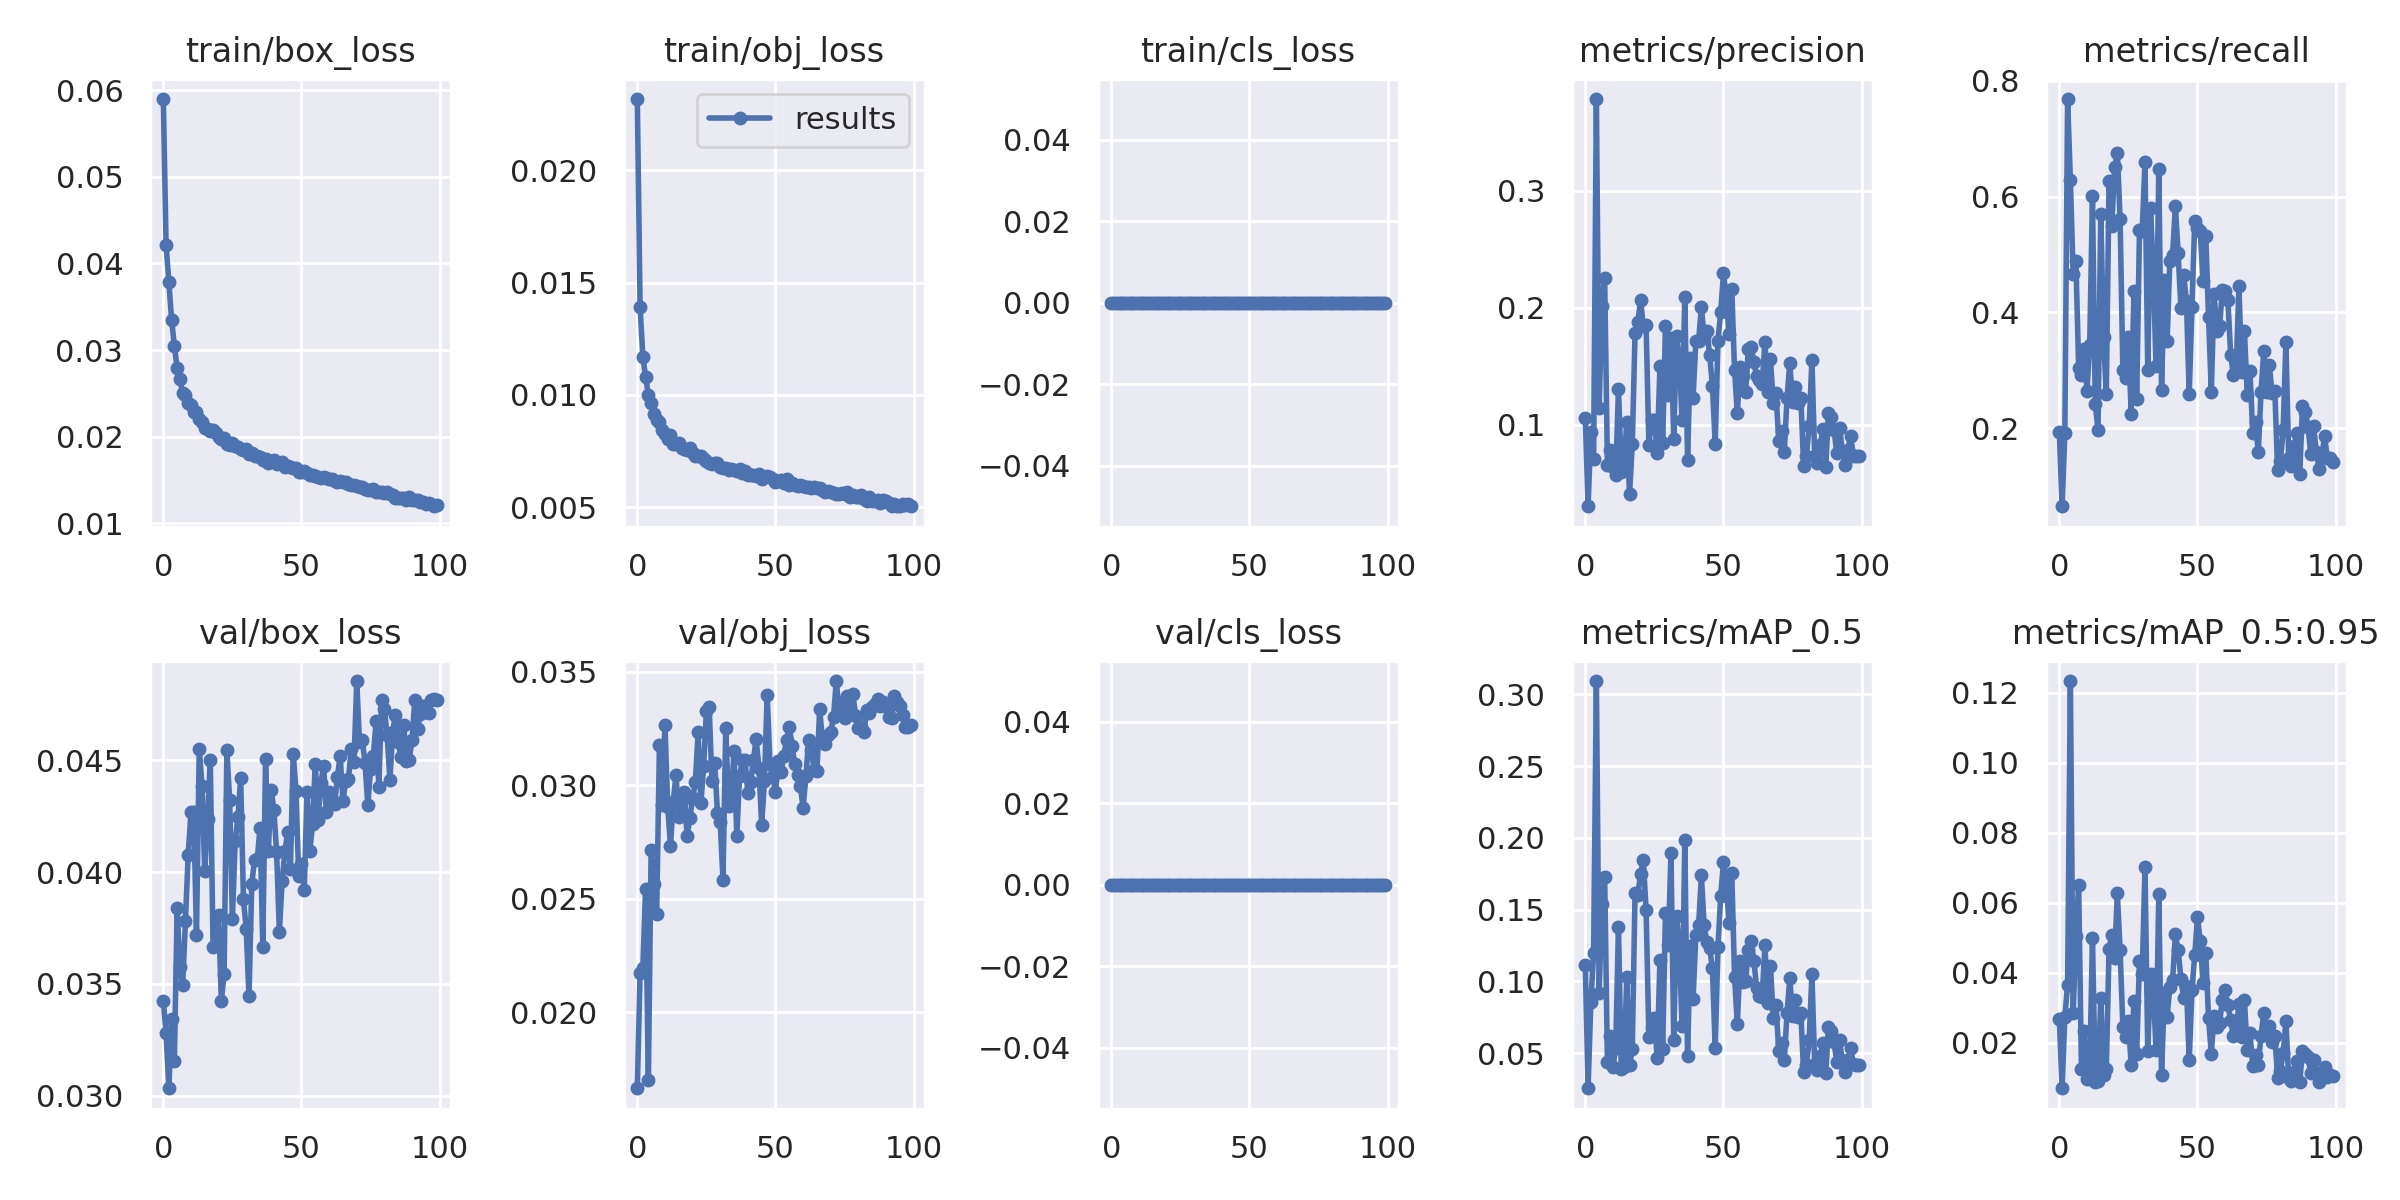 train/box_loss
0.06
0.05
0.04
0.03
0.02
0.01
0 50 100
train/obj_loss
results
0.020
0.015
0.010
0.005
0 50 100
train/cls_loss
0.04
0.02
0.00
−0.02
−0.04
0 50 100
metrics/precision
0.3
0.2
0.1
0 50 100
metrics/recall
0.8
0.6
0.4
0.2
0 50 100
val/box_loss
0.045
0.040
0.035
0.030
0 50 100
val/obj_loss
0.035
0.030
0.025
0.020
0 50 100
val/cls_loss
0.04
0.02
0.00
−0.02
−0.04
0 50 100
metrics/mAP_0.5
0.30
0.25
0.20
0.15
0.10
0.05
0 50 100
metrics/mAP_0.5:0.95
0.12
0.10
0.08
0.06
0.04
0.02
0 50 100